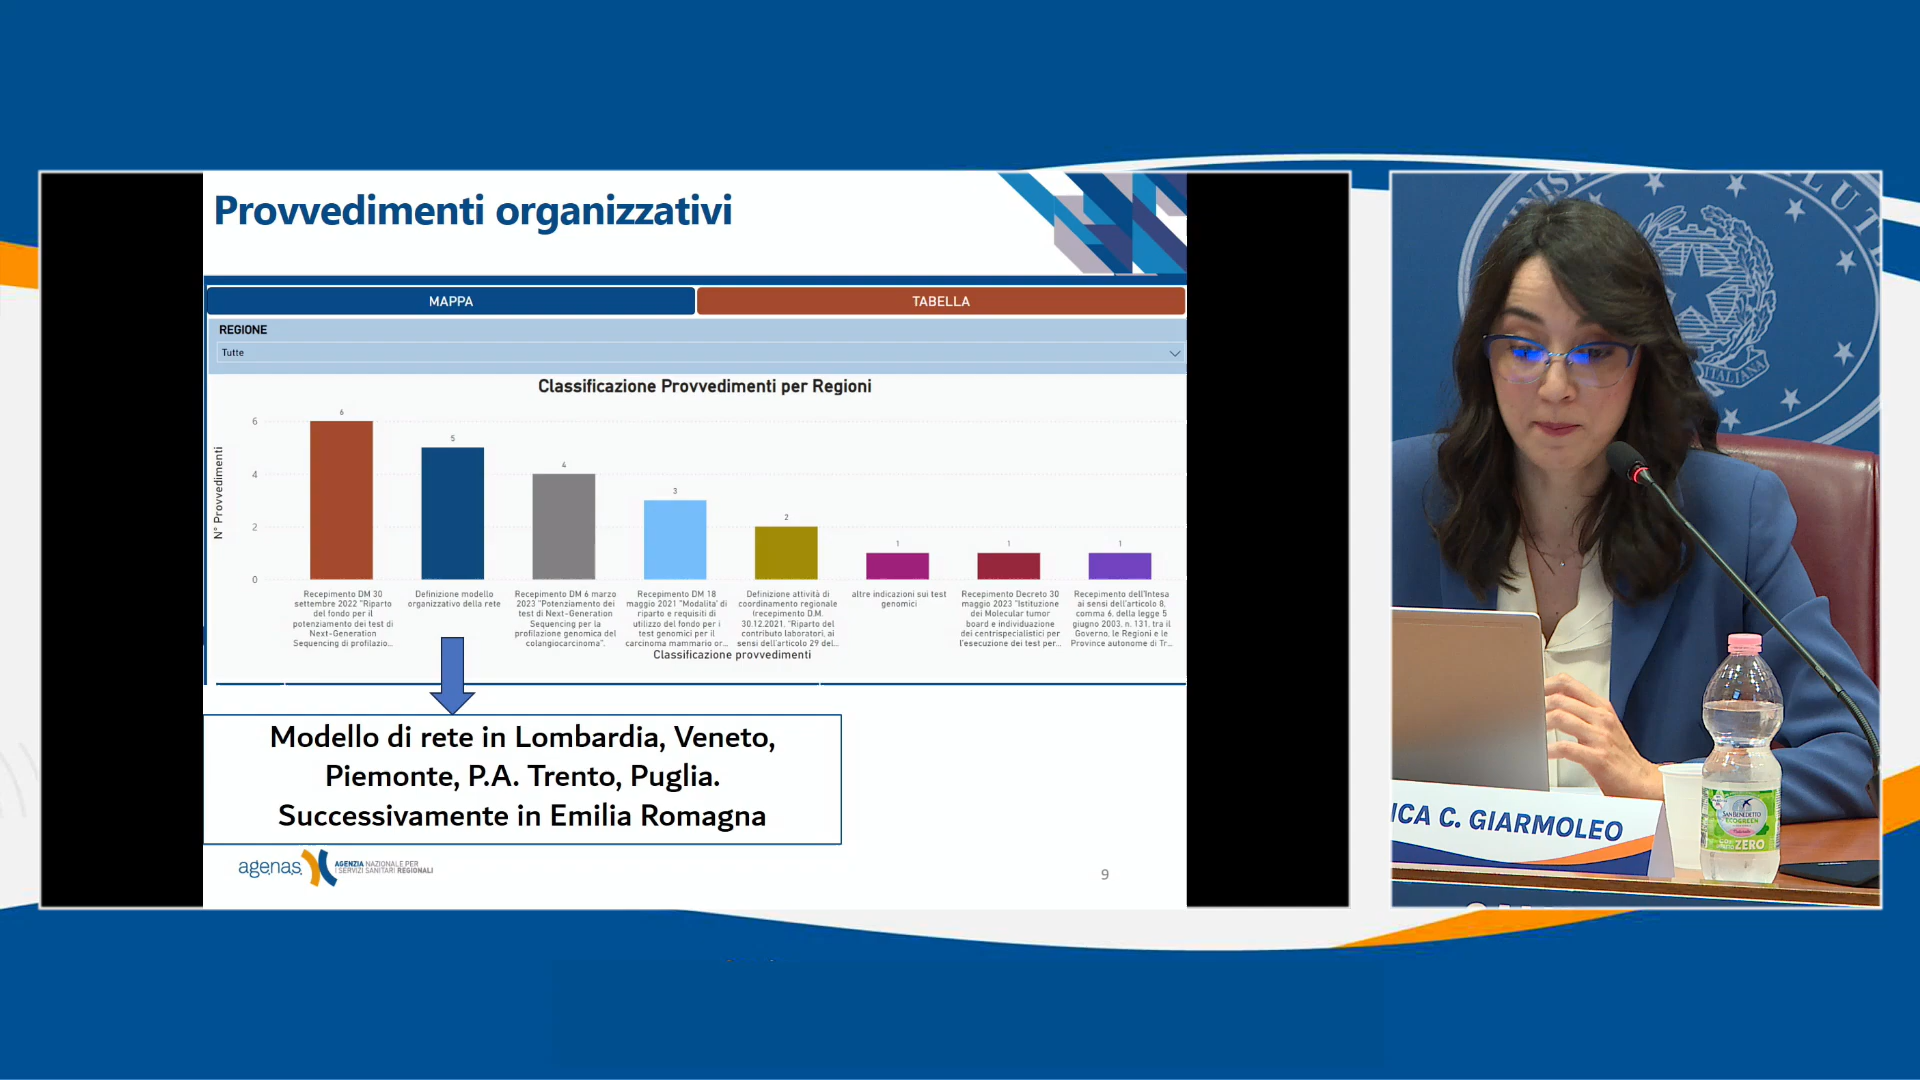 Provvedimenti organizzativi
MAPPA
TABELLA
REGIONE
Tutte
Classificazione Provvedimenti per Regioni
N° Provvedimenti
6
4
2
0
6
5
4
3
2
1
1
1
Recepimento DM 30
settembre 2022 "Riparto
del fondo per il
potenziamento dei test di
Next-Generation
Sequencing di profilazio...
Definizione modello
organizzativo della rete
Recepimento DM 6 marzo
2023 "Potenziamento dei
test di Next-Generation
Sequencing per la
profilazione genomica del
colangiocarcinoma".
Recepimento DM 18
maggio 2021 "Modalita' di
riparto e requisiti di
utilizzo del fondo per i
test genomici per il
carcinoma mammario or...
Definizione attività di
coordinamento regionale
(recepimento D.M.
30.12.2021, "Riparto del
contributo laboratori, ai
sensi dell'articolo 29 del...
altre indicazioni sui test
genomici
Recepimento Decreto 30
maggio 2023 "Istituzione
dei Molecular tumor
board e individuazione
dei centrispecialistici per
l'esecuzione dei test per...
Recepimento dell'Intesa
ai sensi dell'articolo 8,
comma 6, della legge 5
giugno 2003, n. 131, tra il
Governo, le Regioni e le
Province autonome di Tr...
Classificazione provvedimenti
Modello di rete in Lombardia, Veneto,
Piemonte, P.A. Trento, Puglia.
Successivamente in Emilia Romagna
agenas
AGENZIA NAZIONALE PER
I SERVIZI SANITARI REGIONALI
9
ITALIANA
ICA C. GIARMOLEO
SAN BENEDETTO
ECOGREEN
ZERO